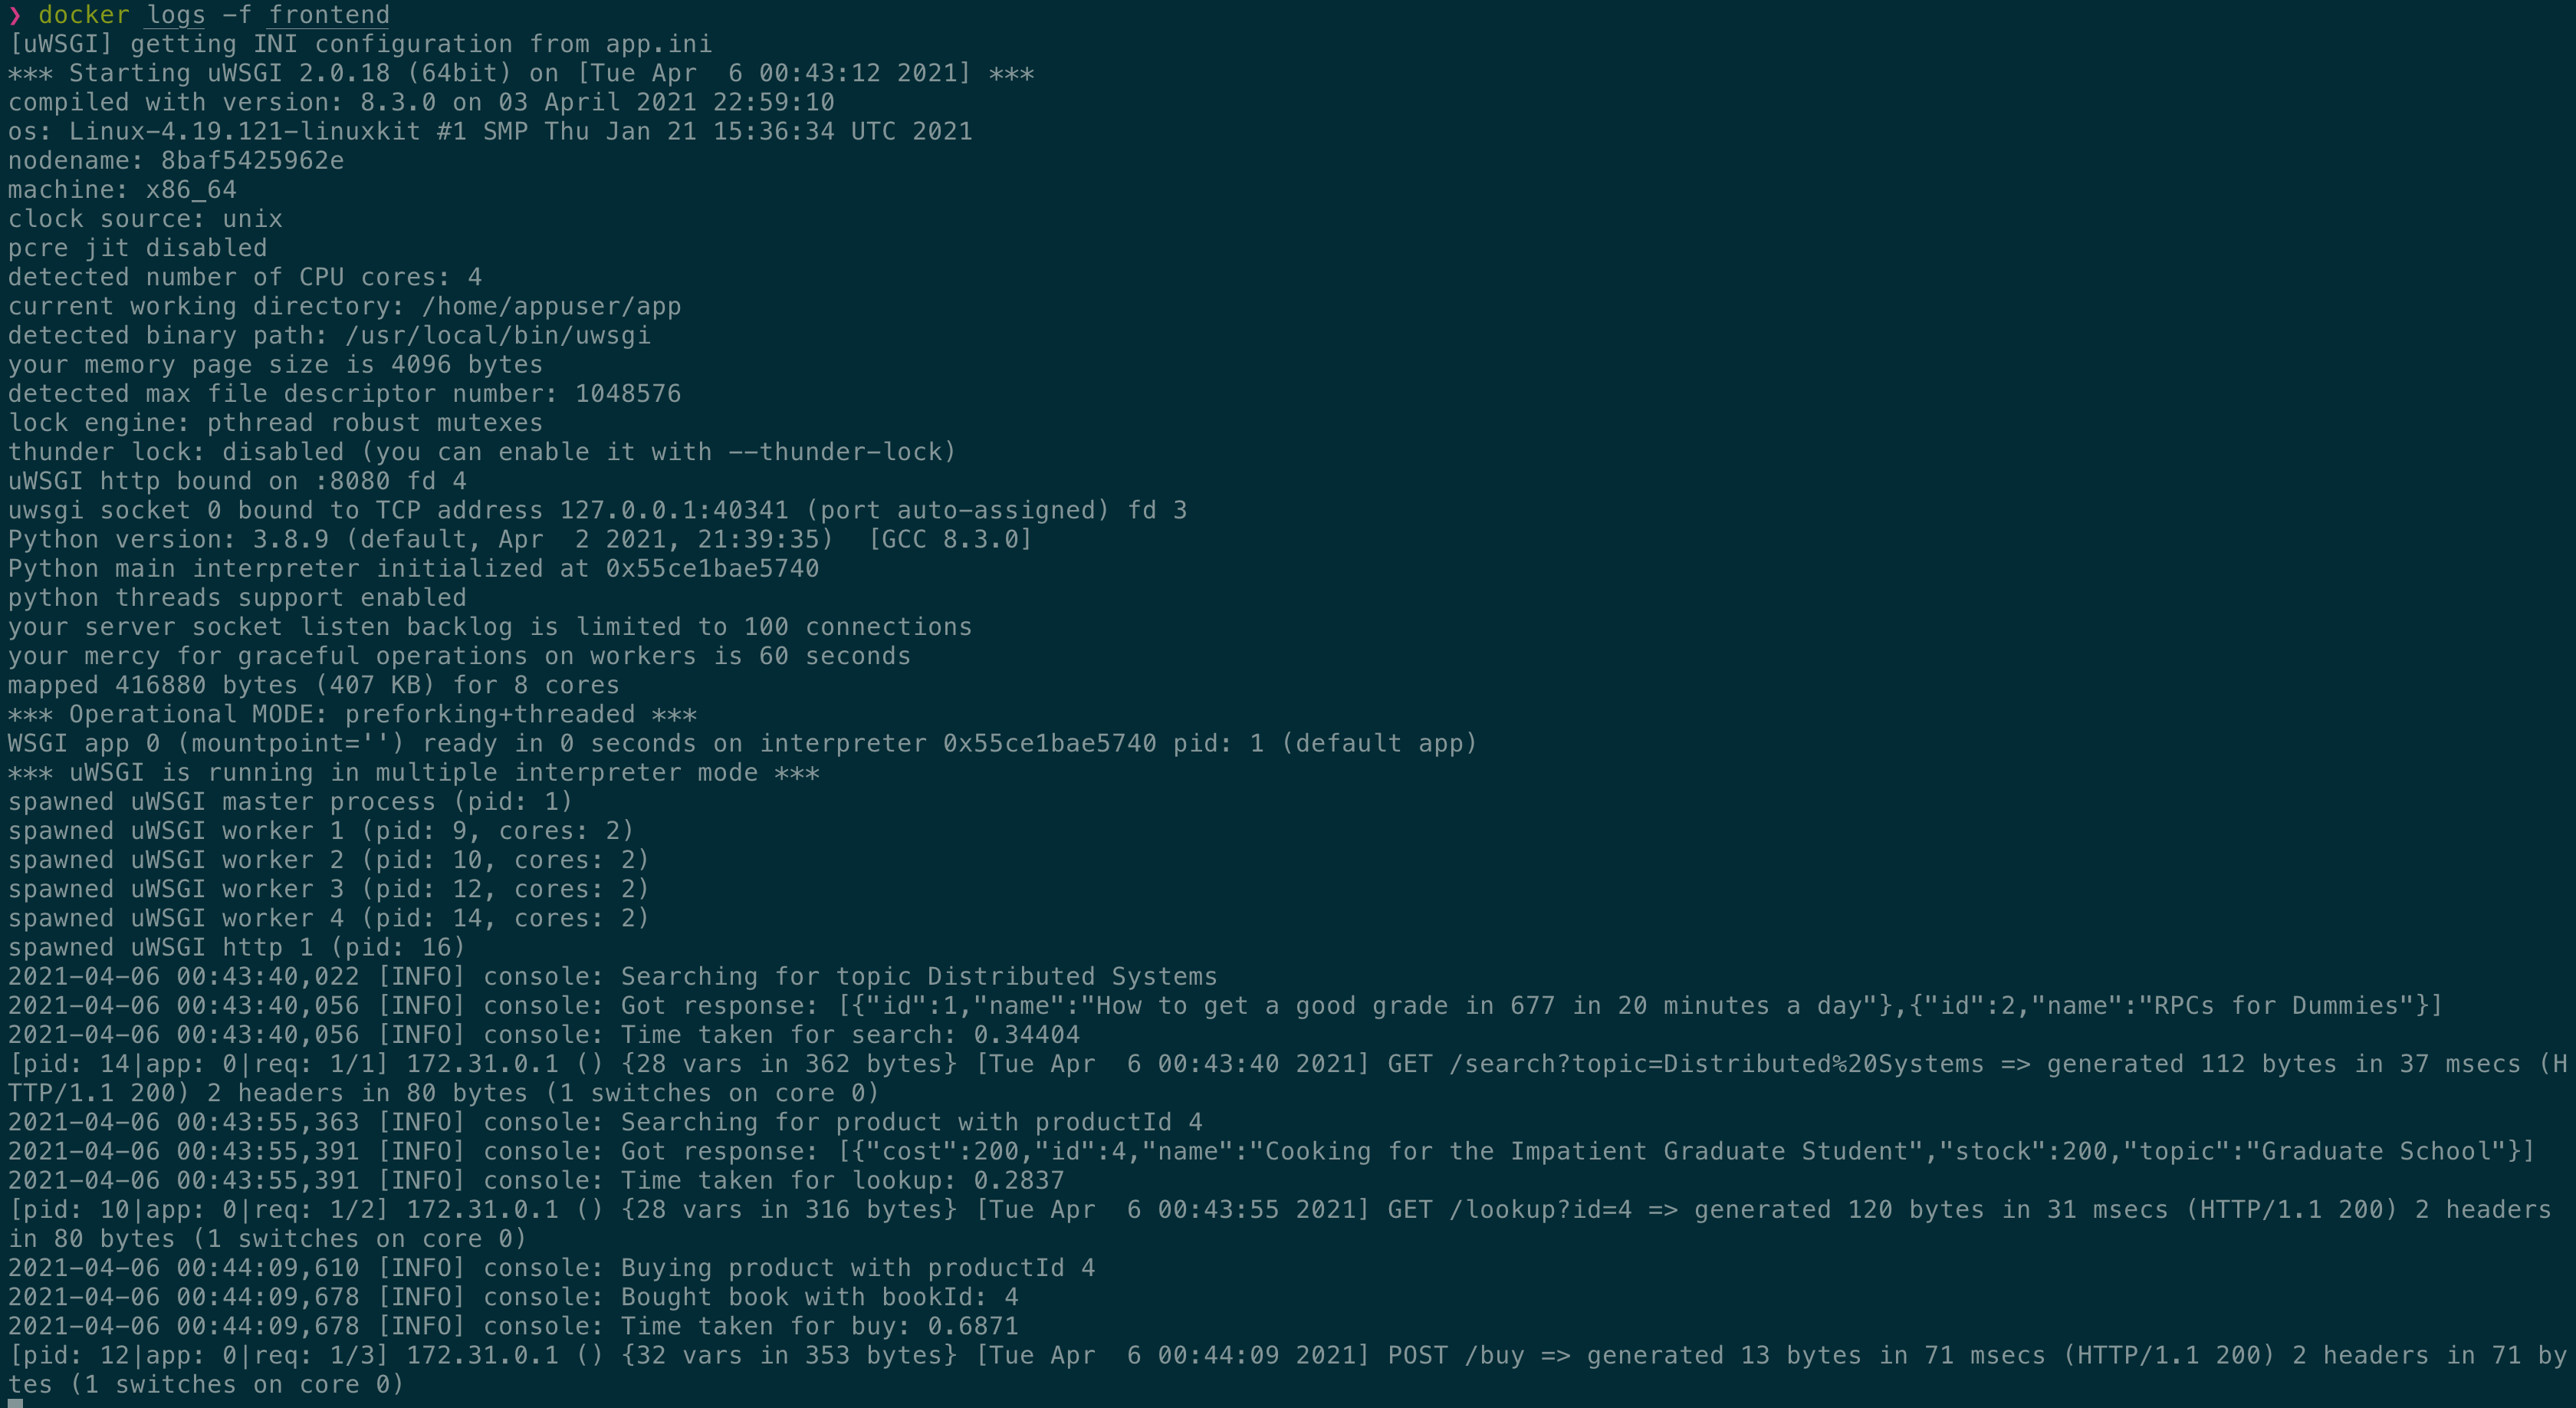 ❯ docker logs -f frontend
[uWSGI] getting INI configuration from app.ini
*** Starting uWSGI 2.0.18 (64bit) on [Tue Apr  6 00:43:12 2021] ***
compiled with version: 8.3.0 on 03 April 2021 22:59:10
os: Linux-4.19.121-linuxkit #1 SMP Thu Jan 21 15:36:34 UTC 2021
nodename: 8baf5425962e
machine: x86_64
clock source: unix
pcre jit disabled
detected number of CPU cores: 4
current working directory: /home/appuser/app
detected binary path: /usr/local/bin/uwsgi
your memory page size is 4096 bytes
detected max file descriptor number: 1048576
lock engine: pthread robust mutexes
thunder lock: disabled (you can enable it with --thunder-lock)
uWSGI http bound on :8080 fd 4
uwsgi socket 0 bound to TCP address 127.0.0.1:40341 (port auto-assigned) fd 3
Python version: 3.8.9 (default, Apr  2 2021, 21:39:35)  [GCC 8.3.0]
Python main interpreter initialized at 0x55ce1bae5740
python threads support enabled
your server socket listen backlog is limited to 100 connections
your mercy for graceful operations on workers is 60 seconds
mapped 416880 bytes (407 KB) for 8 cores
*** Operational MODE: preforking+threaded ***
WSGI app 0 (mountpoint='') ready in 0 seconds on interpreter 0x55ce1bae5740 pid: 1 (default app)
*** uWSGI is running in multiple interpreter mode ***
spawned uWSGI master process (pid: 1)
spawned uWSGI worker 1 (pid: 9, cores: 2)
spawned uWSGI worker 2 (pid: 10, cores: 2)
spawned uWSGI worker 3 (pid: 12, cores: 2)
spawned uWSGI worker 4 (pid: 14, cores: 2)
spawned uWSGI http 1 (pid: 16)
2021-04-06 00:43:40,022 [INFO] console: Searching for topic Distributed Systems
2021-04-06 00:43:40,056 [INFO] console: Got response: [{"id":1,"name":"How to get a good grade in 677 in 20 minutes a day"},{"id":2,"name":"RPCs for Dummies"}]
2021-04-06 00:43:40,056 [INFO] console: Time taken for search: 0.34404
[pid: 14|app: 0|req: 1/1] 172.31.0.1 () {28 vars in 362 bytes} [Tue Apr  6 00:43:40 2021] GET /search?topic=Distributed%20Systems => generated 112 bytes in 37 msecs (H
TTP/1.1 200) 2 headers in 80 bytes (1 switches on core 0)
2021-04-06 00:43:55,363 [INFO] console: Searching for product with productId 4
2021-04-06 00:43:55,391 [INFO] console: Got response: [{"cost":200,"id":4,"name":"Cooking for the Impatient Graduate Student","stock":200,"topic":"Graduate School"}]
2021-04-06 00:43:55,391 [INFO] console: Time taken for lookup: 0.2837
[pid: 10|app: 0|req: 1/2] 172.31.0.1 () {28 vars in 316 bytes} [Tue Apr  6 00:43:55 2021] GET /lookup?id=4 => generated 120 bytes in 31 msecs (HTTP/1.1 200) 2 headers
in 80 bytes (1 switches on core 0)
2021-04-06 00:44:09,610 [INFO] console: Buying product with productId 4
2021-04-06 00:44:09,678 [INFO] console: Bought book with bookId: 4
2021-04-06 00:44:09,678 [INFO] console: Time taken for buy: 0.6871
[pid: 12|app: 0|req: 1/3] 172.31.0.1 () {32 vars in 353 bytes} [Tue Apr  6 00:44:09 2021] POST /buy => generated 13 bytes in 71 msecs (HTTP/1.1 200) 2 headers in 71 by
tes (1 switches on core 0)